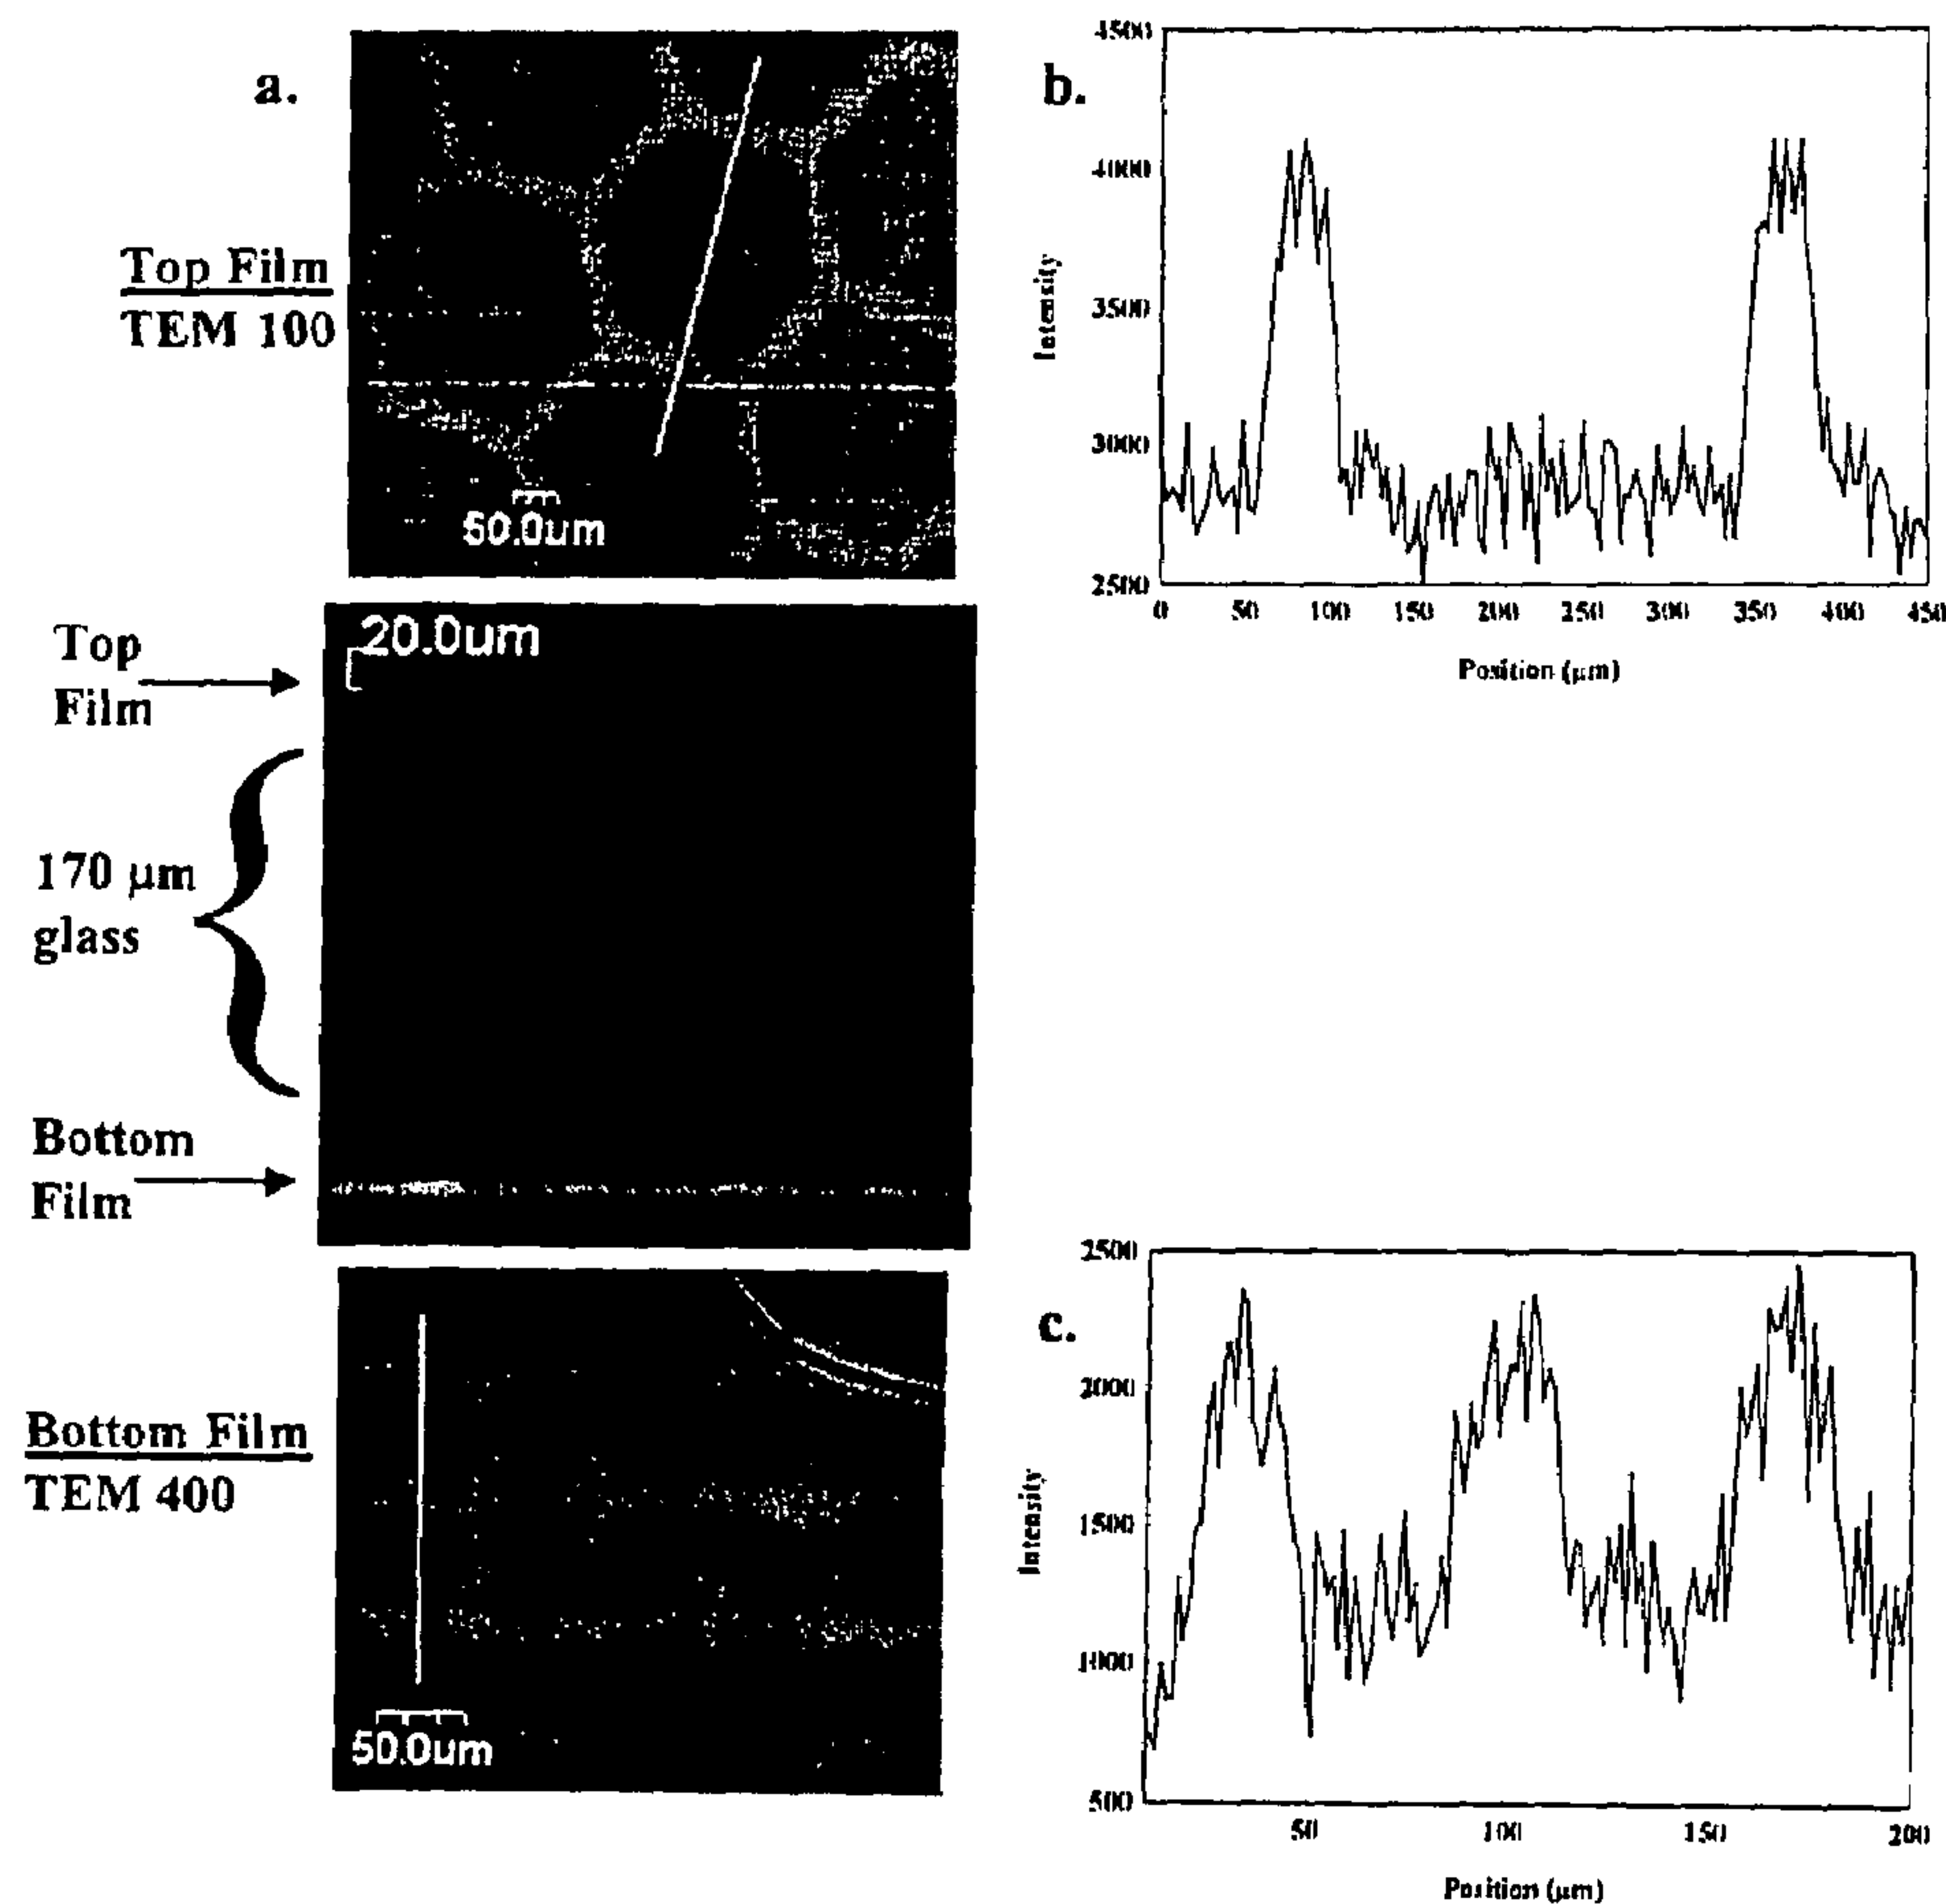 a.
Top Film
TEM 100
50.0um
b.
4500
4000
3500
3000
2500
Intensity
0 50 100 150 200 250 300 350 400 450
Position (µm)
Top
Film
20.0um
170 µm
glass
Bottom
Film
Bottom Film
TEM 400
50.0um
c.
2500
2000
1500
1000
500
Intensity
50 100 150 200
Position (µm)